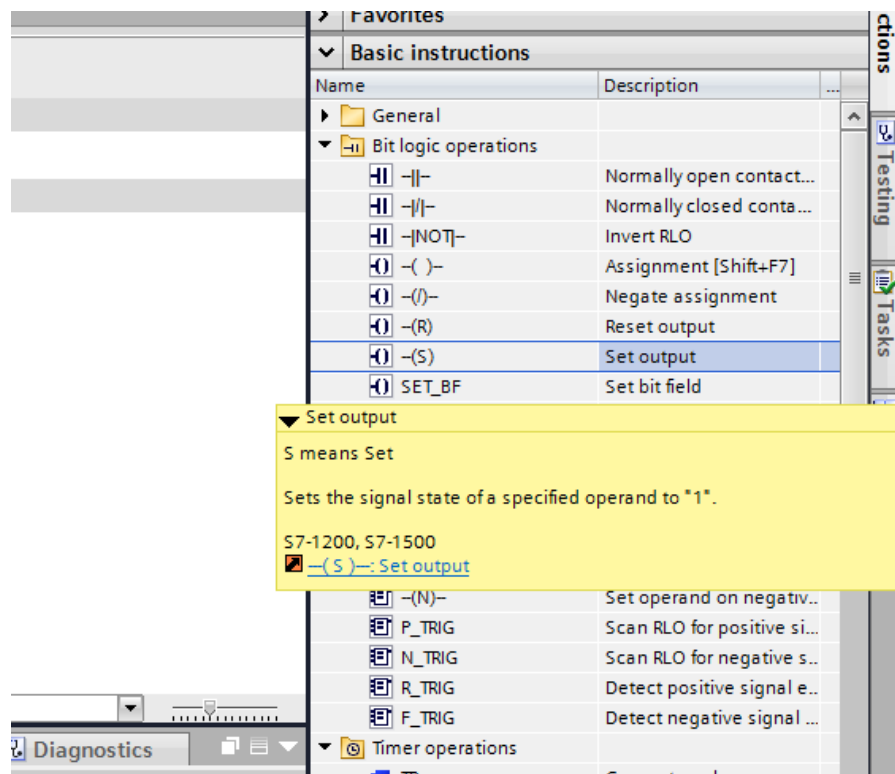 Favorites
Basic instructions
Name Description ...
General
Bit logic operations
-||- Normally open contact...
-|/|- Normally closed conta...
-|NOT|- Invert RLO
-( )- Assignment [Shift+F7]
-(/)- Negate assignment
-(R) Reset output
-(S) Set output
SET_BF Set bit field
Set output
S means Set
Sets the signal state of a specified operand to "1".
S7-1200, S7-1500
—( S )—: Set output
-(N)- Set operand on negativ..
P_TRIG Scan RLO for positive si...
N_TRIG Scan RLO for negative s..
R_TRIG Detect positive signal e..
F_TRIG Detect negative signal ...
Timer operations
Diagnostics
ctions
Testing
Tasks